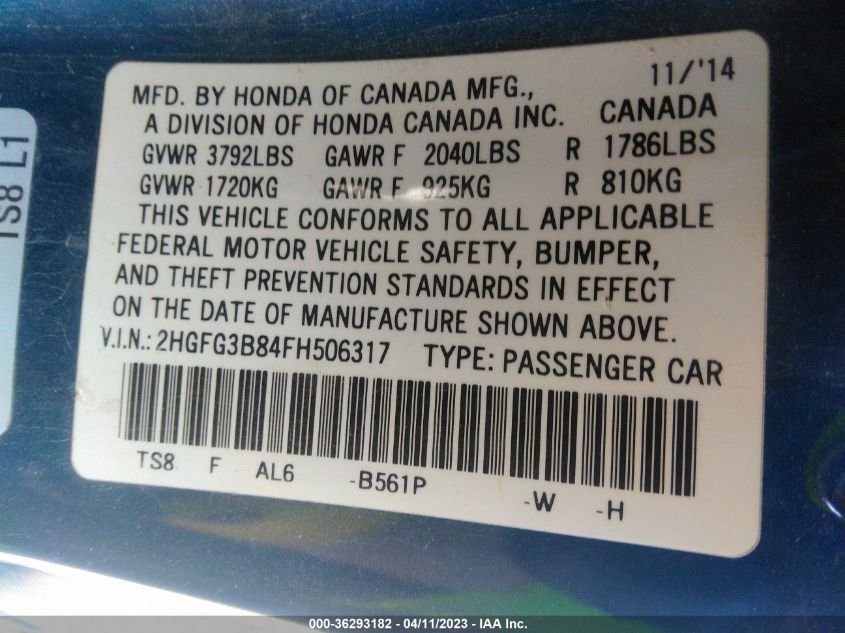 11/'14
MFD. BY HONDA OF CANADA MFG.,
A DIVISION OF HONDA CANADA INC. CANADA
GVWR 3792LBS GAWR F 2040LBS R 1786LBS
GVWR 1720KG GAWR F 925KG R 810KG
THIS VEHICLE CONFORMS TO ALL APPLICABLE
FEDERAL MOTOR VEHICLE SAFETY, BUMPER,
AND THEFT PREVENTION STANDARDS IN EFFECT
ON THE DATE OF MANUFACTURE SHOWN ABOVE.
V.I.N.: 2HGFG3B84FH506317 TYPE: PASSENGER CAR
TS8 F AL6 -B561P -W -H
TS8 L1
000-36293182 - 04/11/2023 - IAA Inc.